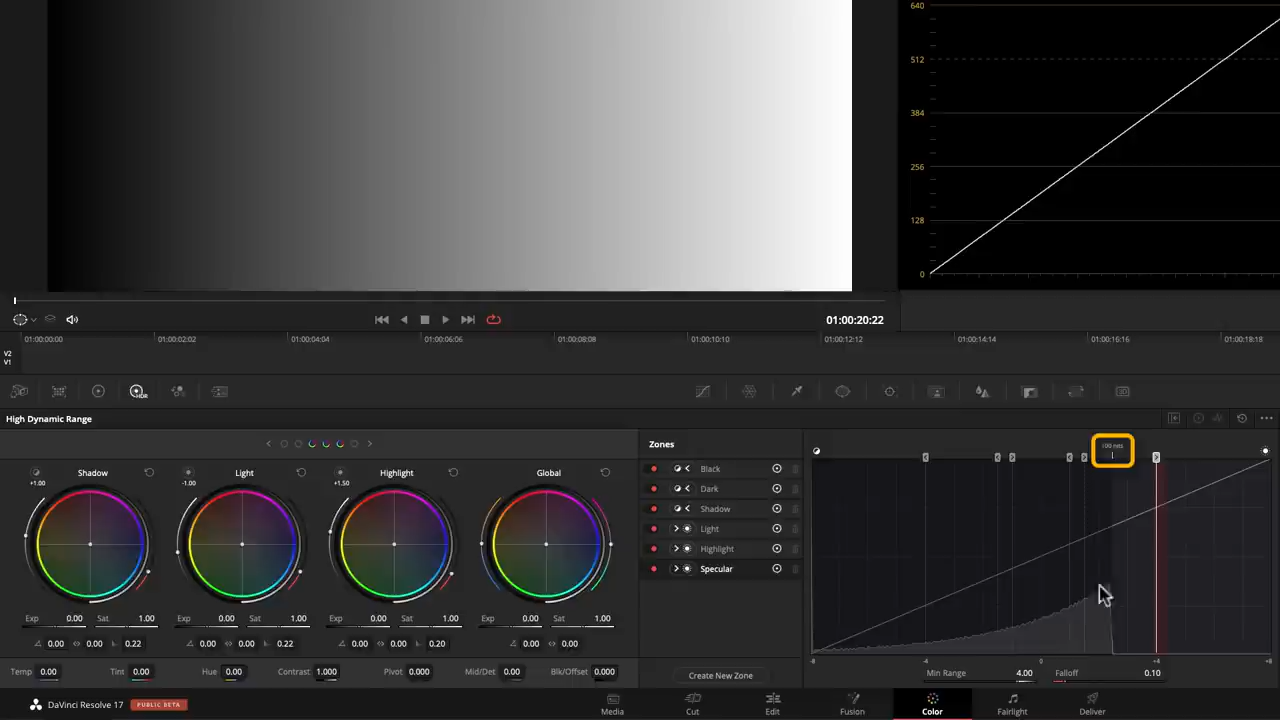 640
512
384
256
128
0
01:00:20:22
01:00:00:00 01:00:02:02 01:00:04:04 01:00:06:06 01:00:08:08 01:00:10:10 01:00:12:12 01:00:14:14 01:00:16:16 01:00:18:18
V2
V1
HDR
High Dynamic Range
Shadow Light Highlight Global
+1.00 -1.00 +1.50
Exp 0.00 Sat 1.00 Exp 0.00 Sat 1.00 Exp 0.00 Sat 1.00 Exp 0.00 Sat 1.00
0.00 0.00 0.22 0.00 0.00 0.22 0.00 0.00 0.20 0.00 0.00
Temp 0.00 Tint 0.00 Hue 0.00 Contrast 1.000 Pivot 0.000 Mid/Det 0.00 Blk/Offset 0.000
Zones
Black
Dark
Shadow
Light
Highlight
Specular
Create New Zone
100 nits
-8 -4 0 +4 +8
Min Range 4.00 Falloff 0.10
DaVinci Resolve 17 PUBLIC BETA
Media Cut Edit Fusion Color Fairlight Deliver